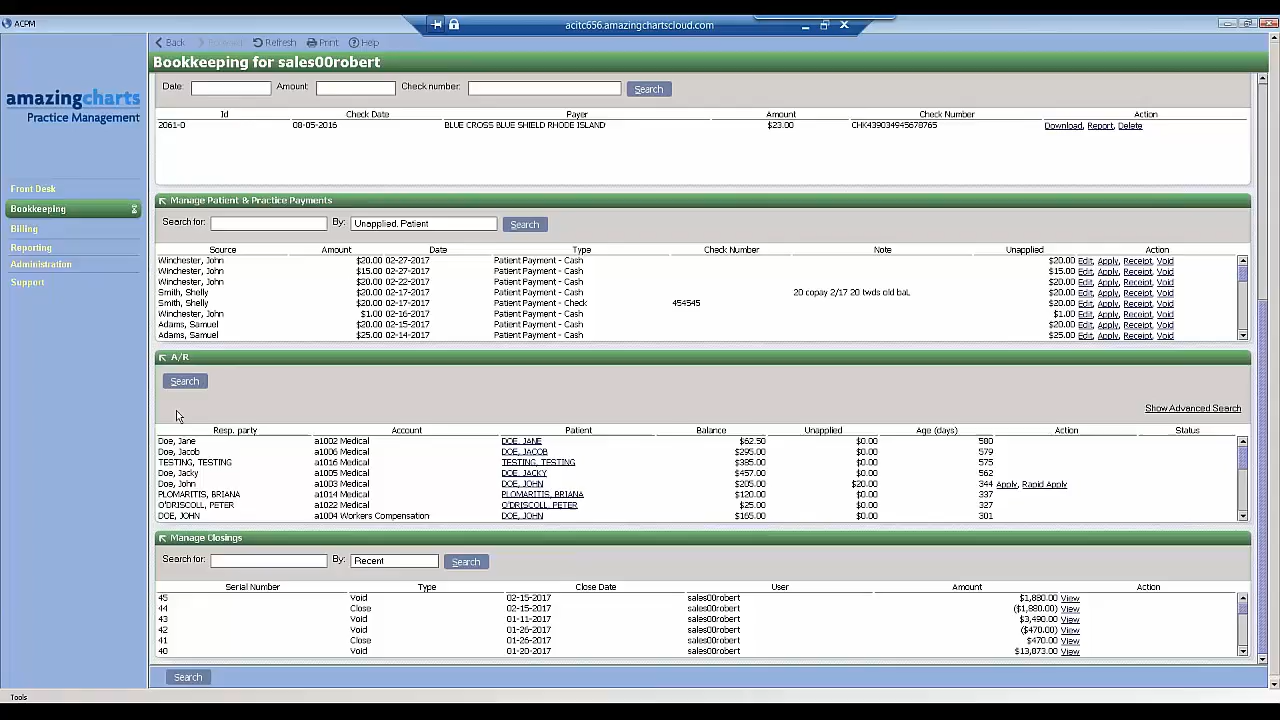 ACPM
acitc656.amazingchartscloud.com
Back Refresh Print Help
Bookkeeping for sales00robert
amazingcharts
Practice Management
Front Desk
Bookkeeping
Billing
Reporting
Administration
Support
Date: Amount: Check number: Search
Id Check Date Payer Amount Check Number Action
2061-0 08-05-2016 BLUE CROSS BLUE SHIELD RHODE ISLAND $23.00 CHK439034945678765 Download, Report, Delete
Manage Patient & Practice Payments
Search for: By: Unapplied, Patient Search
Source Amount Date Type Check Number Note Unapplied Action
Winchester, John $20.00 02-27-2017 Patient Payment - Cash $20.00 Edit, Apply, Receipt, Void
Winchester, John $15.00 02-27-2017 Patient Payment - Cash $15.00 Edit, Apply, Receipt, Void
Winchester, John $20.00 02-22-2017 Patient Payment - Cash $20.00 Edit, Apply, Receipt, Void
Smith, Shelly $20.00 02-17-2017 Patient Payment - Cash 20 copay 2/17 20 twds old bal. $20.00 Edit, Apply, Receipt, Void
Smith, Shelly $20.00 02-17-2017 Patient Payment - Check 454545 $20.00 Edit, Apply, Receipt, Void
Winchester, John $1.00 02-16-2017 Patient Payment - Cash $1.00 Edit, Apply, Receipt, Void
Adams, Samuel $20.00 02-15-2017 Patient Payment - Cash $20.00 Edit, Apply, Receipt, Void
Adams, Samuel $25.00 02-14-2017 Patient Payment - Cash $25.00 Edit, Apply, Receipt, Void
A/R
Search
Show Advanced Search
Resp. party Account Patient Balance Unapplied Age (days) Action Status
Doe, Jane a1002 Medical DOE, JANE $62.50 $0.00 580
Doe, Jacob a1006 Medical DOE, JACOB $295.00 $0.00 579
TESTING, TESTING a1016 Medical TESTING, TESTING $385.00 $0.00 575
Doe, Jacky a1005 Medical DOE, JACKY $457.00 $0.00 562
Doe, John a1003 Medical DOE, JOHN $205.00 $20.00 344 Apply, Rapid Apply
PLOMARITIS, BRIANA a1014 Medical PLOMARITIS, BRIANA $120.00 $0.00 337
O'DRISCOLL, PETER a1022 Medical O'DRISCOLL, PETER $25.00 $0.00 327
DOE, JOHN a1004 Workers Compensation DOE, JOHN $165.00 $0.00 301
Manage Closings
Search for: By: Recent Search
Serial Number Type Close Date User Amount Action
45 Void 02-15-2017 sales00robert $1,880.00 View
44 Close 02-15-2017 sales00robert ($1,880.00) View
43 Void 01-11-2017 sales00robert $3,490.00 View
42 Void 01-26-2017 sales00robert ($470.00) View
41 Close 01-26-2017 sales00robert $470.00 View
40 Void 01-20-2017 sales00robert $13,873.00 View
Search
Tools